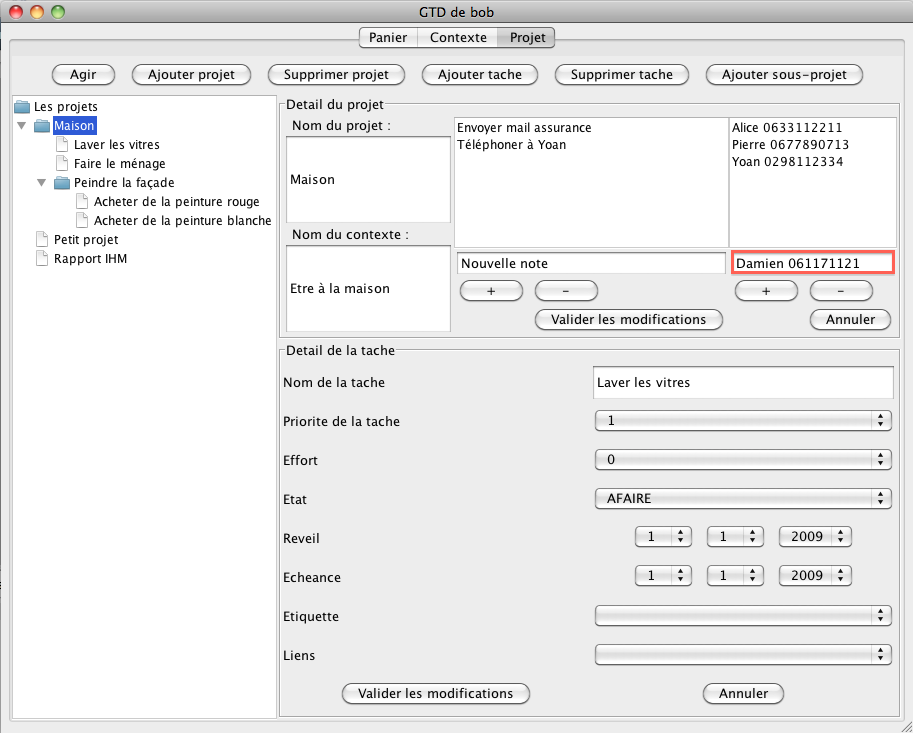 GTD de bob
Panier Contexte Projet
Agir Ajouter projet Supprimer projet Ajouter tache Supprimer tache Ajouter sous-projet
Les projets
Maison
Laver les vitres
Faire le ménage
Peindre la façade
Acheter de la peinture rouge
Acheter de la peinture blanche
Petit projet
Rapport IHM
Detail du projet
Nom du projet :
Maison
Nom du contexte :
Etre à la maison
Envoyer mail assurance
Téléphoner à Yoan
Nouvelle note
+ -
Alice 0633112211
Pierre 0677890713
Yoan 0298112334
Damien 061171121
+ -
Valider les modifications Annuler
Detail de la tache
Nom de la tache Laver les vitres
Priorite de la tache 1
Effort 0
Etat AFAIRE
Reveil 1 1 2009
Echeance 1 1 2009
Etiquette
Liens
Valider les modifications Annuler